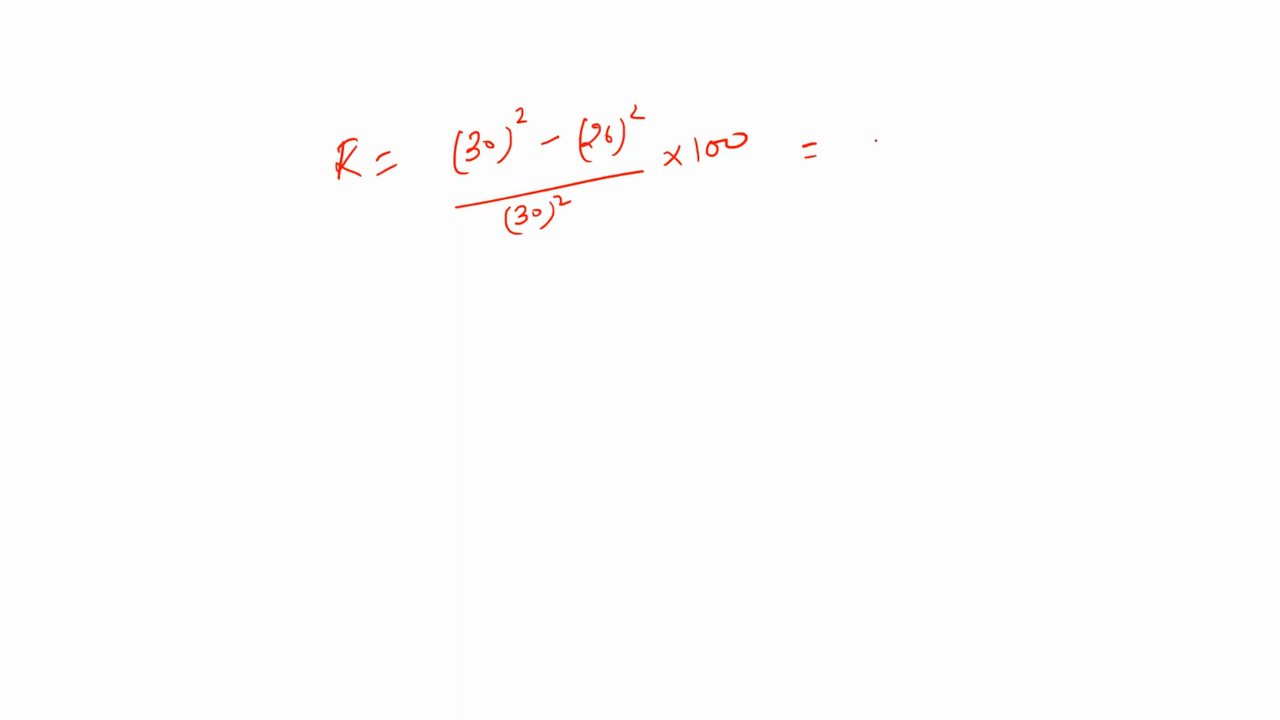 R = ((30)² - (26)²) / (30)² × 100 =